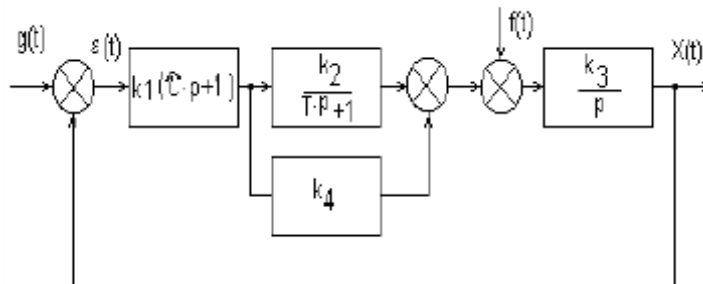 g(t)
ε(t)
k1(τ·p+1)
k2
T·p+1
k4
f(t)
k3
p
X(t)